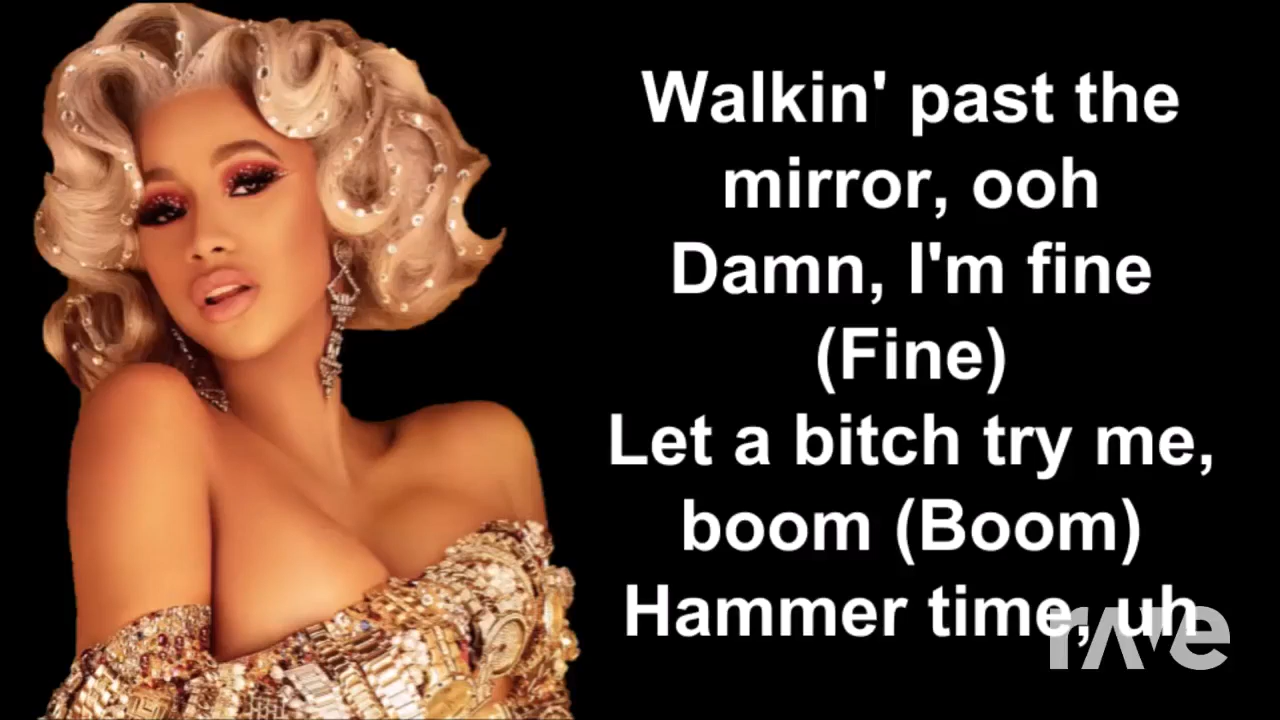 Walkin' past the
mirror, ooh
Damn, I'm fine
(Fine)
Let a bitch try me,
boom (Boom)
Hammer time, uh
rave